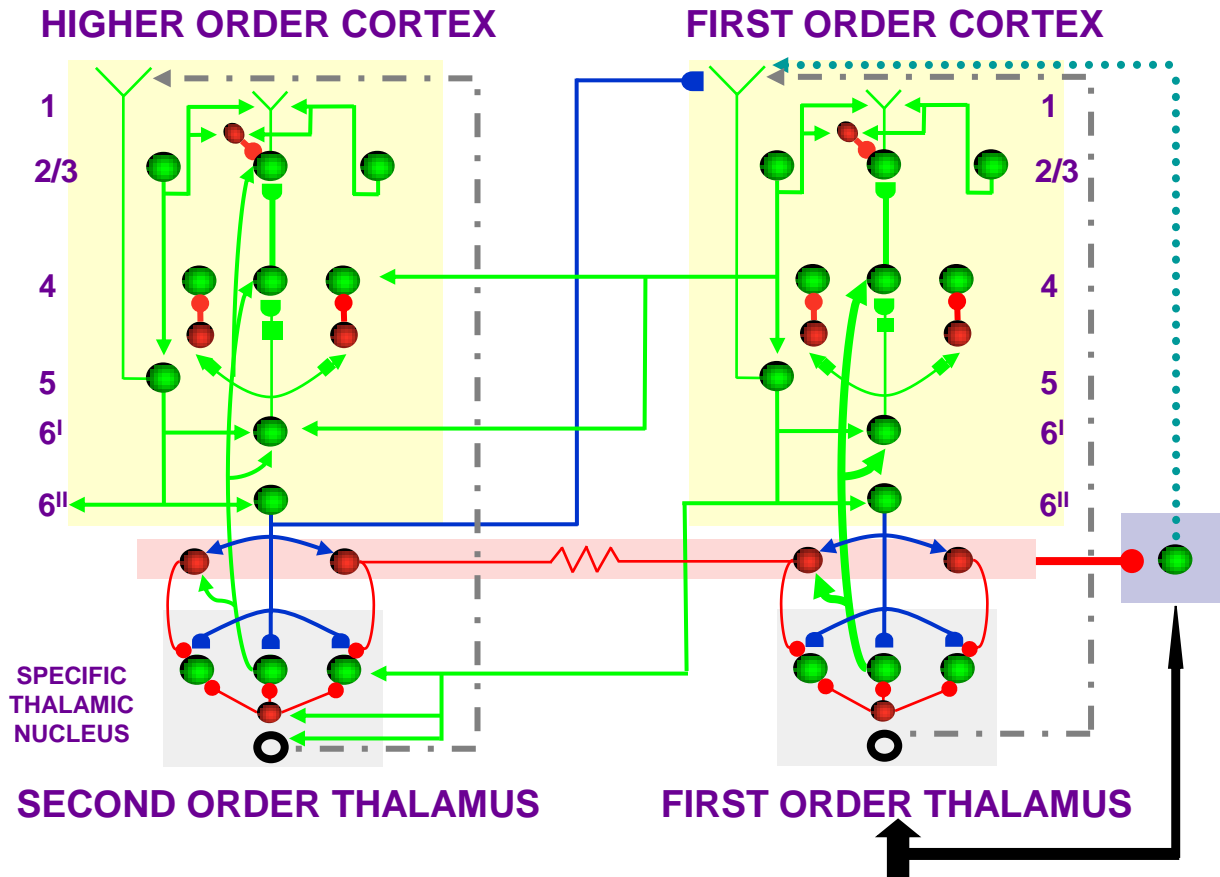 HIGHER ORDER CORTEX
FIRST ORDER CORTEX
1
2/3
4
5
6I
6II
1
2/3
4
5
6I
6II
SPECIFIC
THALAMIC
NUCLEUS
SECOND ORDER THALAMUS
FIRST ORDER THALAMUS